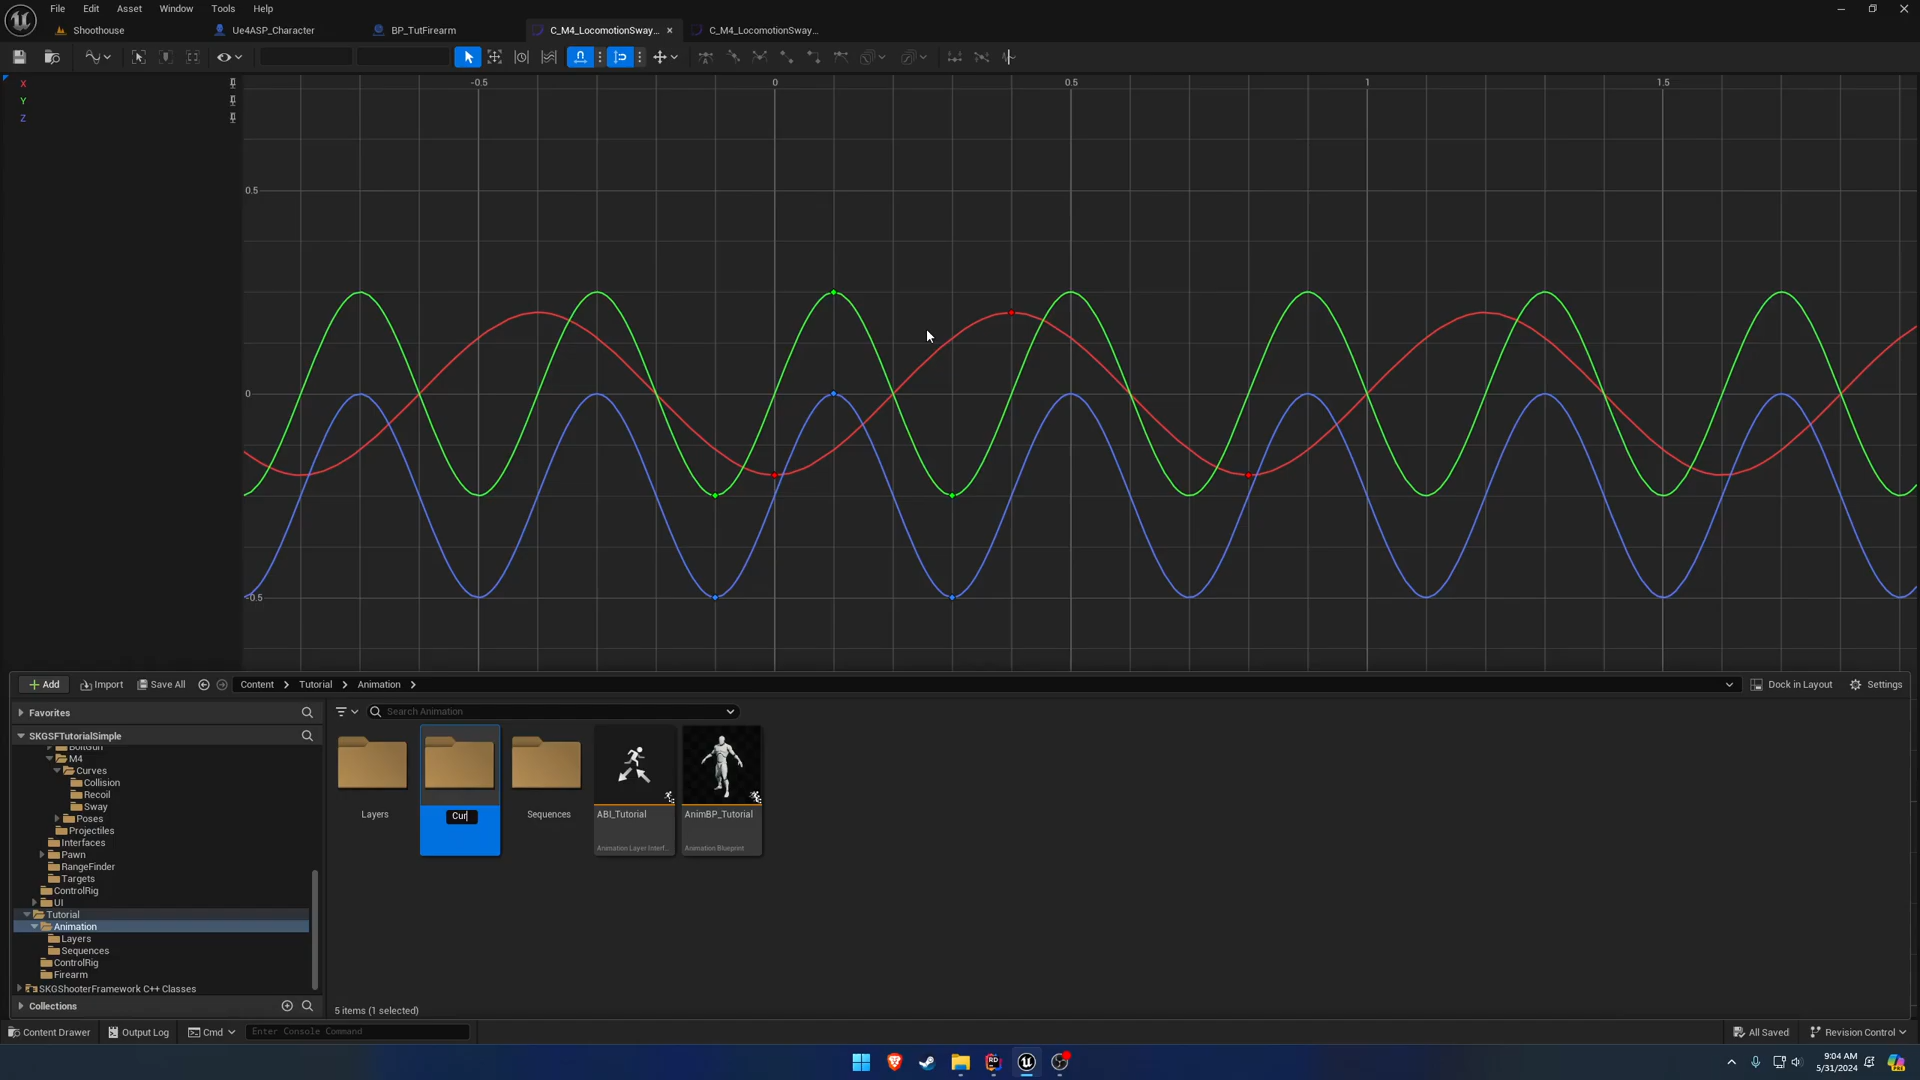 File Edit Asset Window Tools Help
Shoothouse Ue4ASP_Character BP_TutFirearm C_M4_LocomotionSway... C_M4_LocomotionSway...
X
Y
Z
-0.5 0 0.5 1 1.5
0.5
0
-0.5
Add Import Save All Content Tutorial Animation Dock in Layout Settings
Favorites
Search Animation
SKGSFTutorialSimple
BoltGun
M4
Curves
Collision
Recoil
Sway
Poses
Projectiles
Interfaces
Pawn
RangeFinder
Targets
ControlRig
UI
Tutorial
Animation
Layers
Sequences
ControlRig
Firearm
SKGShooterFramework C++ Classes
Collections
Layers Cur Sequences ABI_Tutorial AnimBP_Tutorial
Animation Layer Interf... Animation Blueprint
5 items (1 selected)
Content Drawer Output Log Cmd Enter Console Command All Saved Revision Control
9:04 AM
5/31/2024